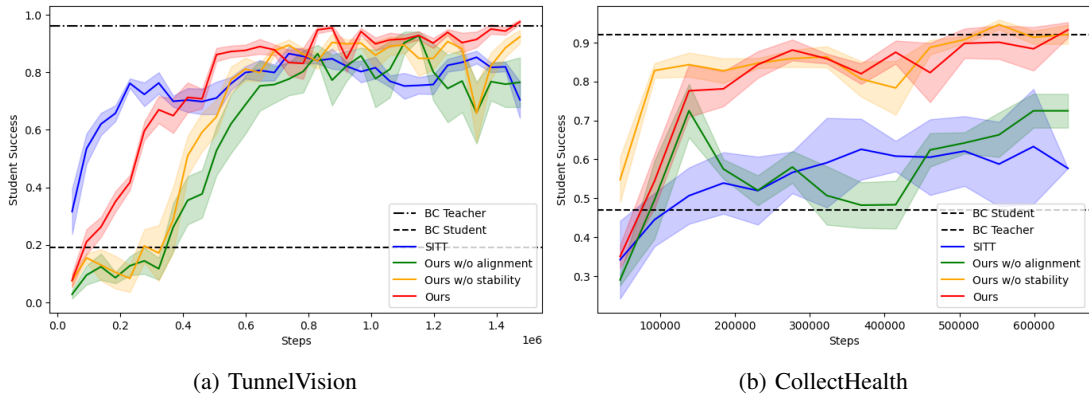 1.0
0.8
0.6
0.4
0.2
0.0
Student Success
0.0
0.2
0.4
0.6
0.8
1.0
1.2
1.4
1e6
Steps
BC Teacher
BC Student
SITT
Ours w/o alignment
Ours w/o stability
Ours
(a) TunnelVision
0.9
0.8
0.7
0.6
0.5
0.4
0.3
Student Success
100000
200000
300000
400000
500000
600000
Steps
BC Student
BC Teacher
SITT
Ours w/o alignment
Ours w/o stability
Ours
(b) CollectHealth